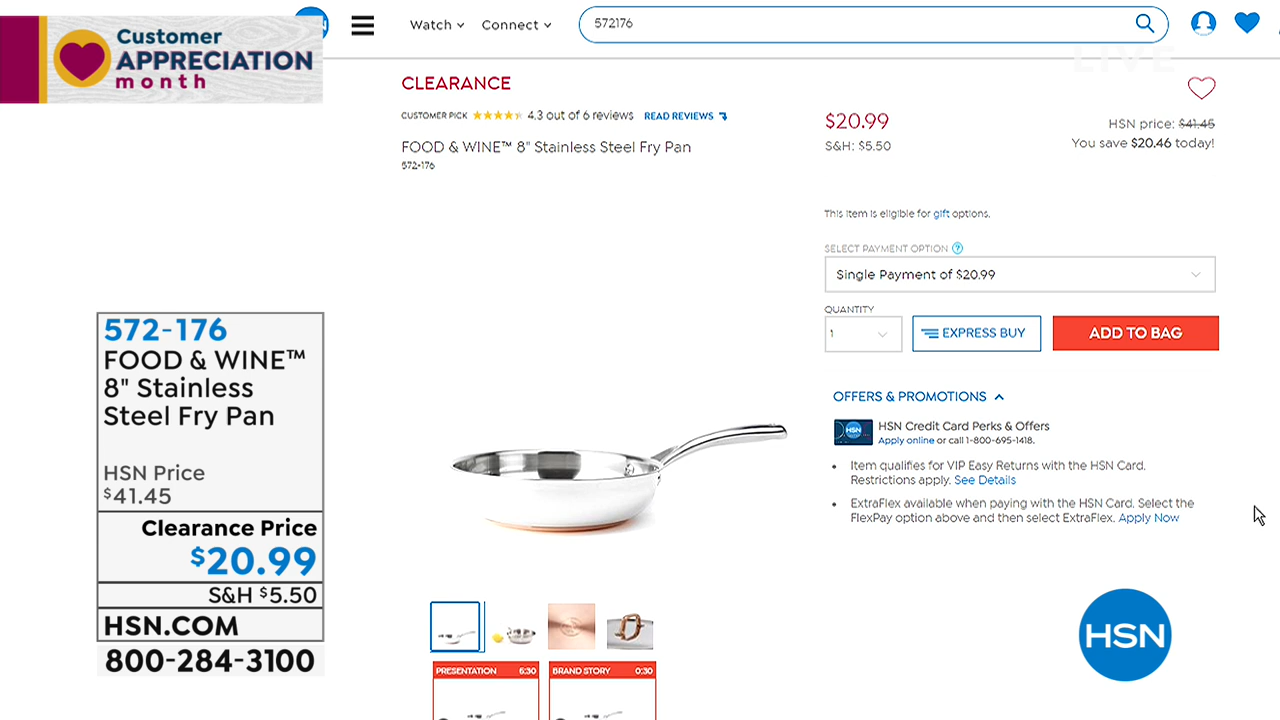 Customer
APPRECIATION
month
Watch
Connect
572176
LIVE
CLEARANCE
CUSTOMER PICK 4.3 out of 6 reviews READ REVIEWS
FOOD & WINE™ 8" Stainless Steel Fry Pan
572-176
$20.99
HSN price: $41.45
S&H: $5.50
You save $20.46 today!
This item is eligible for gift options.
SELECT PAYMENT OPTION ?
Single Payment of $20.99
QUANTITY
1
EXPRESS BUY
ADD TO BAG
OFFERS & PROMOTIONS
HSN
HSN Credit Card Perks & Offers
Apply online or call 1-800-695-1418.
• Item qualifies for VIP Easy Returns with the HSN Card.
Restrictions apply. See Details
• ExtraFlex available when paying with the HSN Card. Select the
FlexPay option above and then select ExtraFlex. Apply Now
572-176
FOOD & WINE™
8" Stainless
Steel Fry Pan
HSN Price
$41.45
Clearance Price
$20.99
S&H $5.50
HSN.COM
800-284-3100
PRESENTATION 6:30
BRAND STORY 0:30
HSN